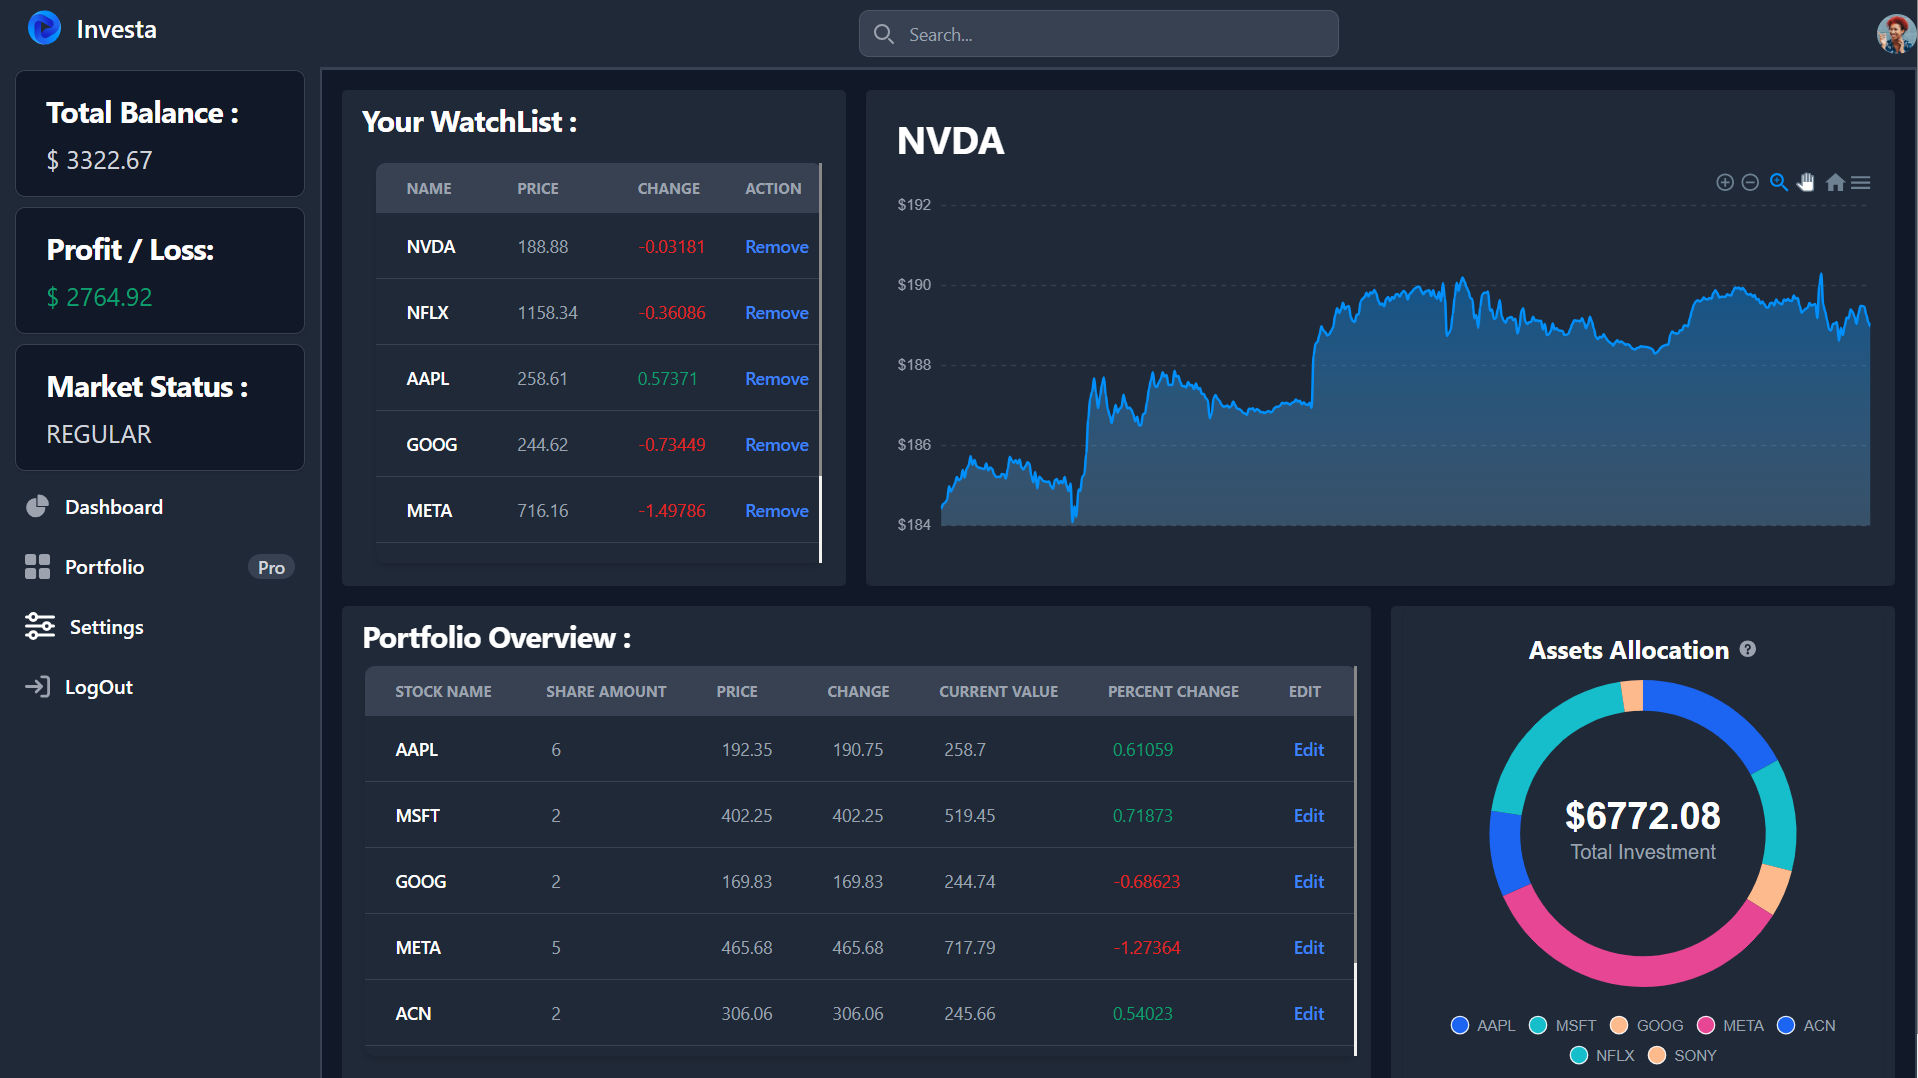 Investa
Search...
Total Balance :
$ 3322.67
Profit / Loss:
$ 2764.92
Market Status :
REGULAR
Dashboard
Portfolio Pro
Settings
LogOut
Your WatchList :
NAME PRICE CHANGE ACTION
NVDA 188.88 -0.03181 Remove
NFLX 1158.34 -0.36086 Remove
AAPL 258.61 0.57371 Remove
GOOG 244.62 -0.73449 Remove
META 716.16 -1.49786 Remove
NVDA
$192
$190
$188
$186
$184
Portfolio Overview :
STOCK NAME SHARE AMOUNT PRICE CHANGE CURRENT VALUE PERCENT CHANGE EDIT
AAPL 6 192.35 190.75 258.7 0.61059 Edit
MSFT 2 402.25 402.25 519.45 0.71873 Edit
GOOG 2 169.83 169.83 244.74 -0.68623 Edit
META 5 465.68 465.68 717.79 -1.27364 Edit
ACN 2 306.06 306.06 245.66 0.54023 Edit
Assets Allocation ?
$6772.08
Total Investment
AAPL MSFT GOOG META ACN
NFLX SONY